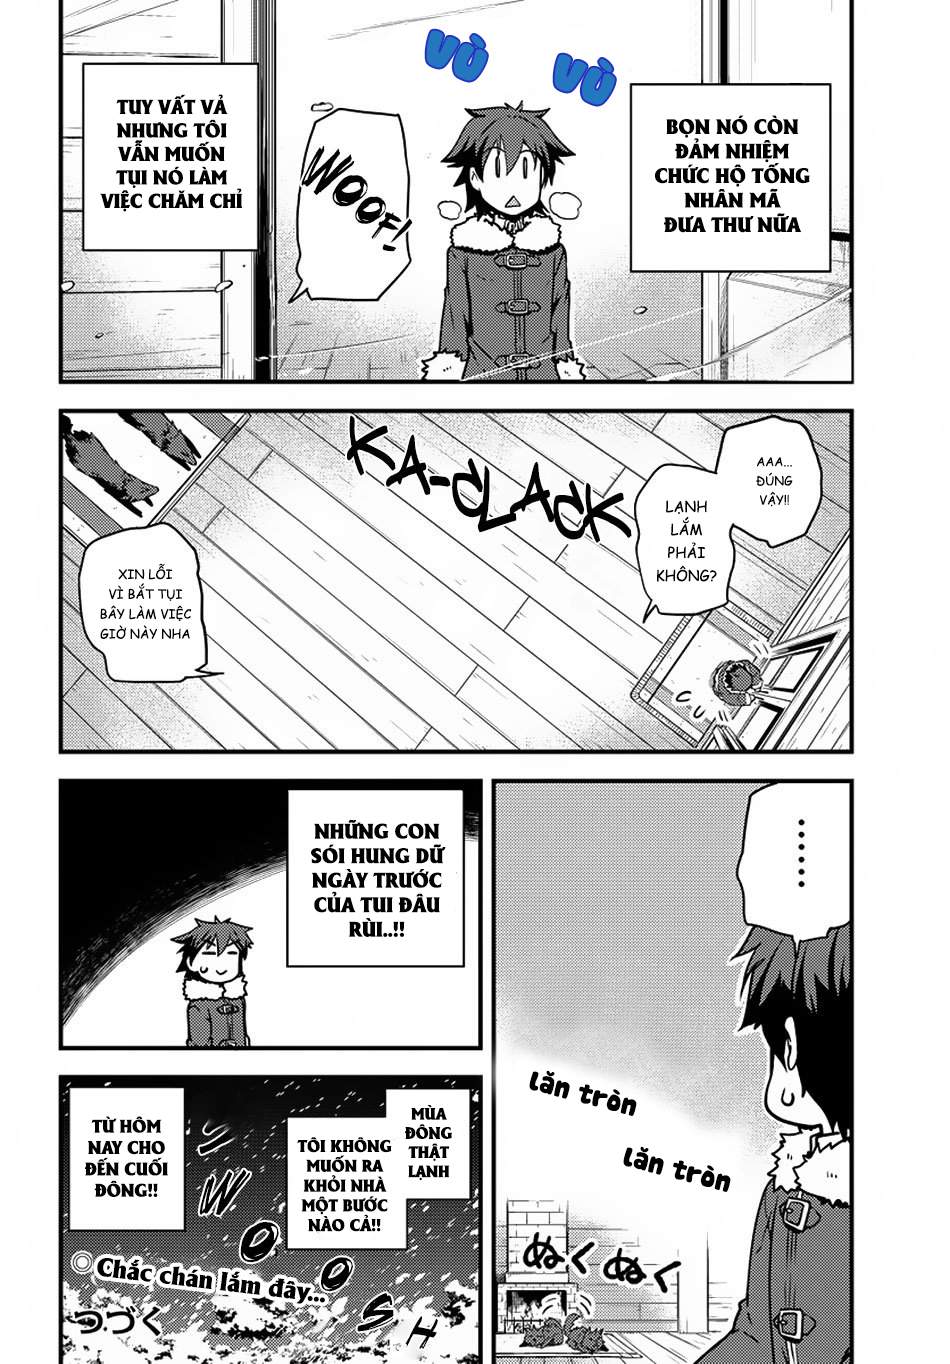 BỌN NÓ CÒN
ĐẢM NHIỆM
CHỨC HỘ TỐNG
NHÂN MÃ
ĐƯA THƯ NỮA
VÙ
VÙ
WOOF!
TUY VẤT VẢ
NHƯNG TÔI
VẪN MUỐN
TỤI NÓ LÀM
VIỆC CHĂM CHỈ
AAA...
ĐÚNG
VẬY!!
LẠNH
LẮM
PHẢI
KHÔNG?
KA-CLACK
XIN LỖI
VÌ BẮT TỤI
BÂY LÀM VIỆC
GIỜ NÀY NHA
......
lăn tròn
lăn tròn
ぬくぬく
NHỮNG CON
SÓI HUNG DỮ
NGÀY TRƯỚC
CỦA TUI ĐÂU
RÙI..!!
MÙA
ĐÔNG
THẬT
LẠNH
TÔI KHÔNG
MUỐN RA
KHỎI NHÀ
MỘT BƯỚC
NÀO CẢ!!
TỪ HÔM
NAY CHO
ĐẾN CUỐI
ĐÔNG!!
WOOSH
Chắc chán lắm đây...
つづく